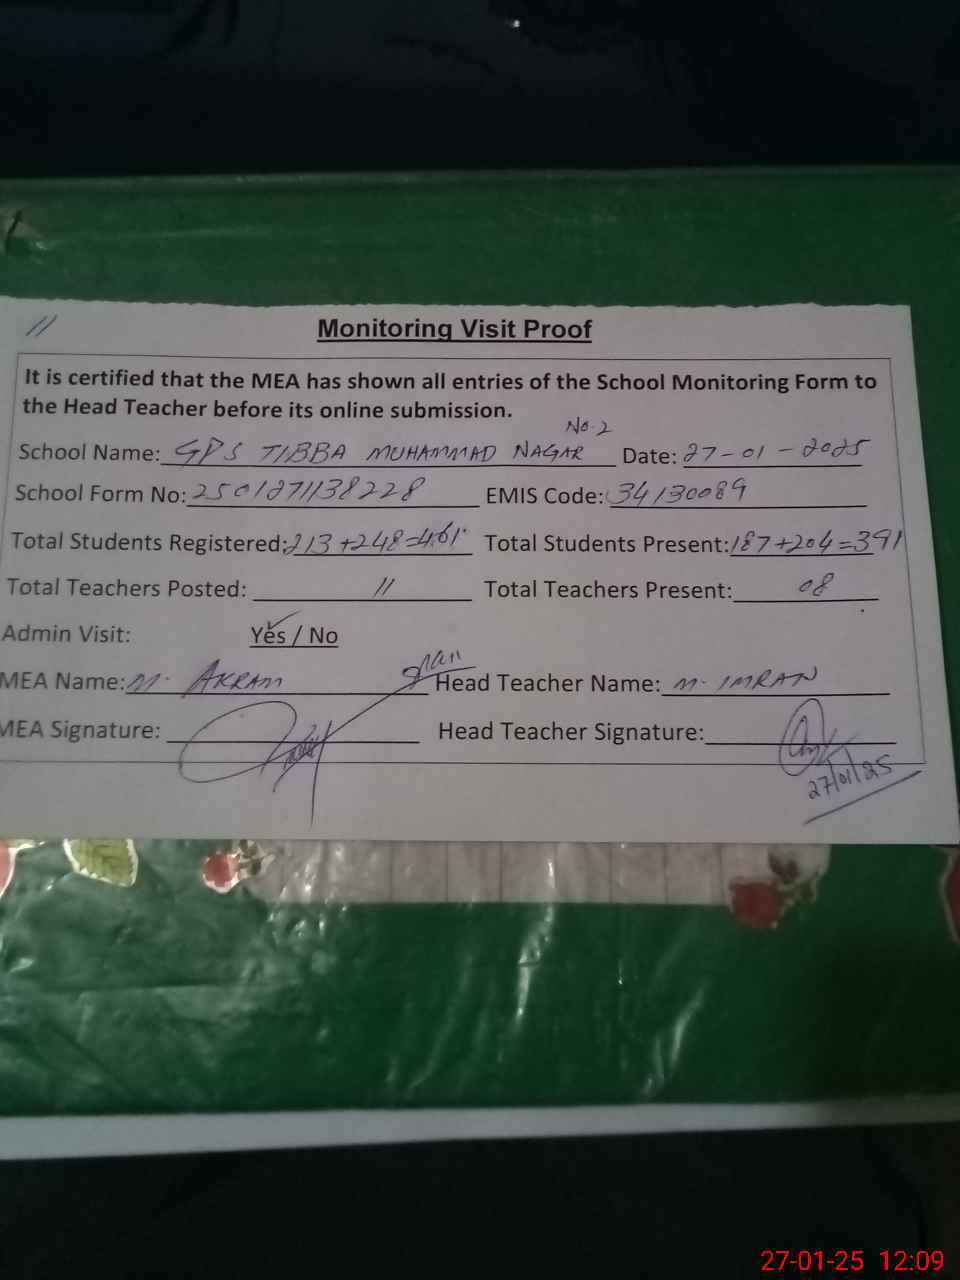 11
Monitoring Visit Proof
It is certified that the MEA has shown all entries of the School Monitoring Form to
the Head Teacher before its online submission.
School Name: GPS TIBBA MUHAMMAD NAGAR No.2 Date: 27-01-2025
School Form No: 2501271138228 EMIS Code: 34130089
Total Students Registered: 213+248=461 Total Students Present: 187+204=391
Total Teachers Posted: 11 Total Teachers Present: 08
Admin Visit: Yes / No
MEA Name: M. AKRAM Head Teacher Name: M. IMRAN
MEA Signature: Head Teacher Signature:
27/01/25
27-01-25 12:09